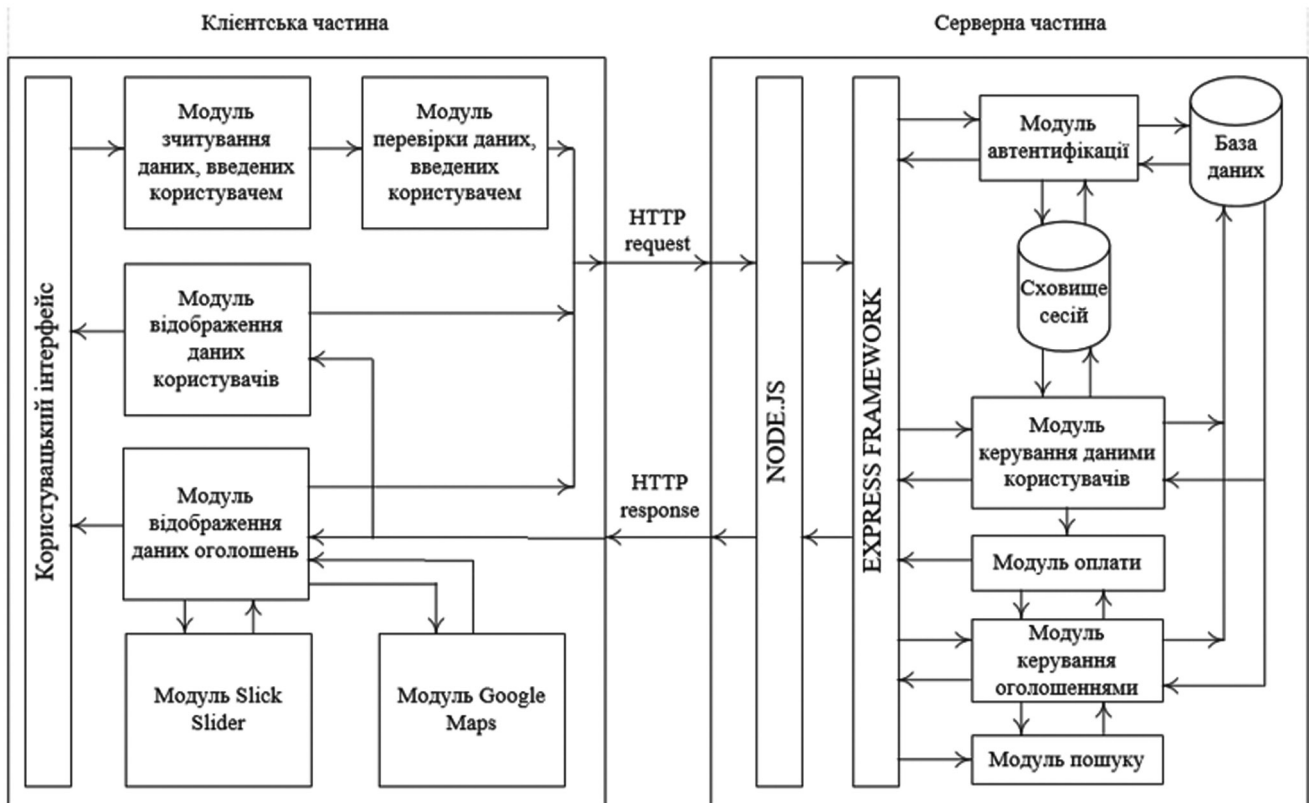 Клієнтська частина
Серверна частина
Користувацький інтерфейс
Модуль
зчитування
даних, введених
користувачем
Модуль
перевірки даних,
введених
користувачем
Модуль
відображення
даних
користувачів
Модуль
відображення
даних оголошень
Модуль Slick
Slider
Модуль Google
Maps
HTTP
request
HTTP
response
NODE.JS
EXPRESS FRAMEWORK
Модуль
автентифікації
База
даних
Сховище
сесій
Модуль
керування даними
користувачів
Модуль оплати
Модуль
керування
оголошеннями
Модуль пошуку